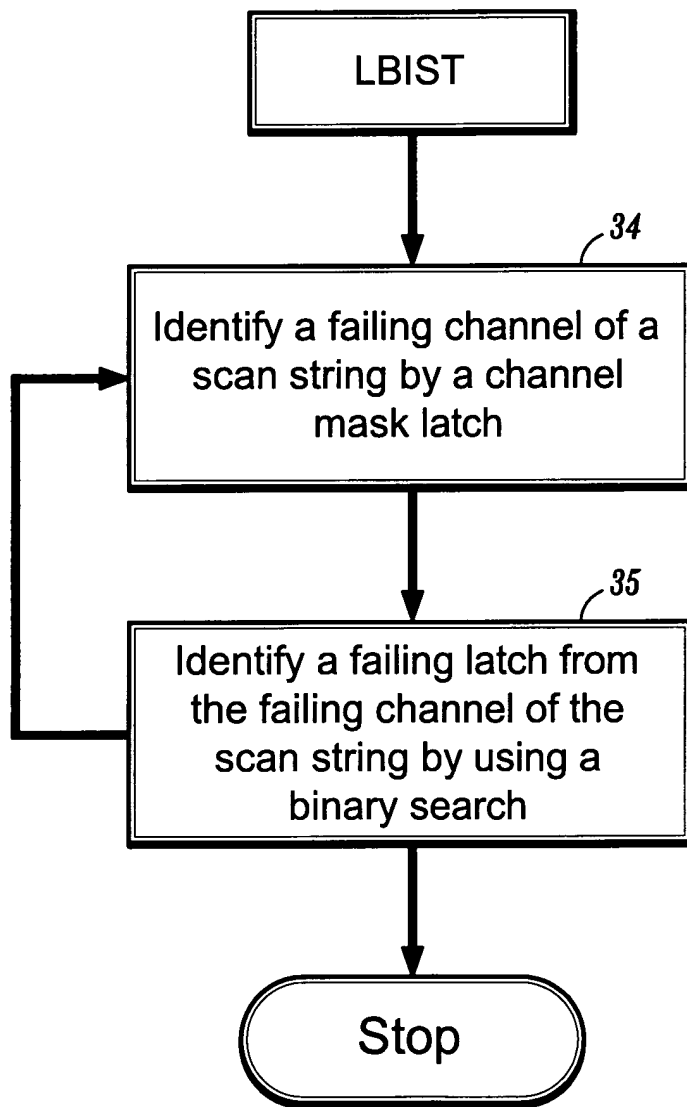 LBIST
34
Identify a failing channel of a
scan string by a channel
mask latch
35
Identify a failing latch from
the failing channel of the
scan string by using a
binary search
Stop